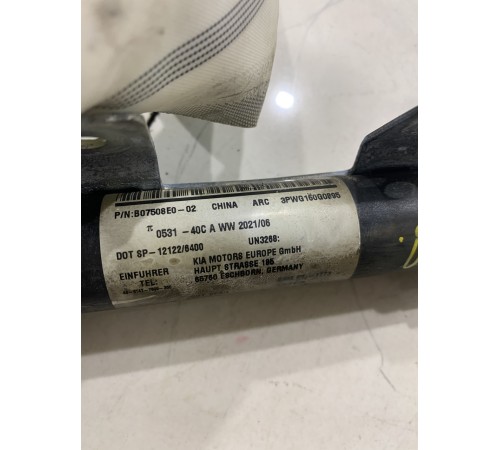 P/N:B07508E0-02 CHINA ARC 3PWG160G0895
π 0531 -40C A WW 2021/06
DOT SP-12122/6400 UN3268:
EINFUHRER KIA MOTORS EUROPE GmbH
TEL: HAUPT STRASSE 185
65760 ESCHBORN, GERMANY